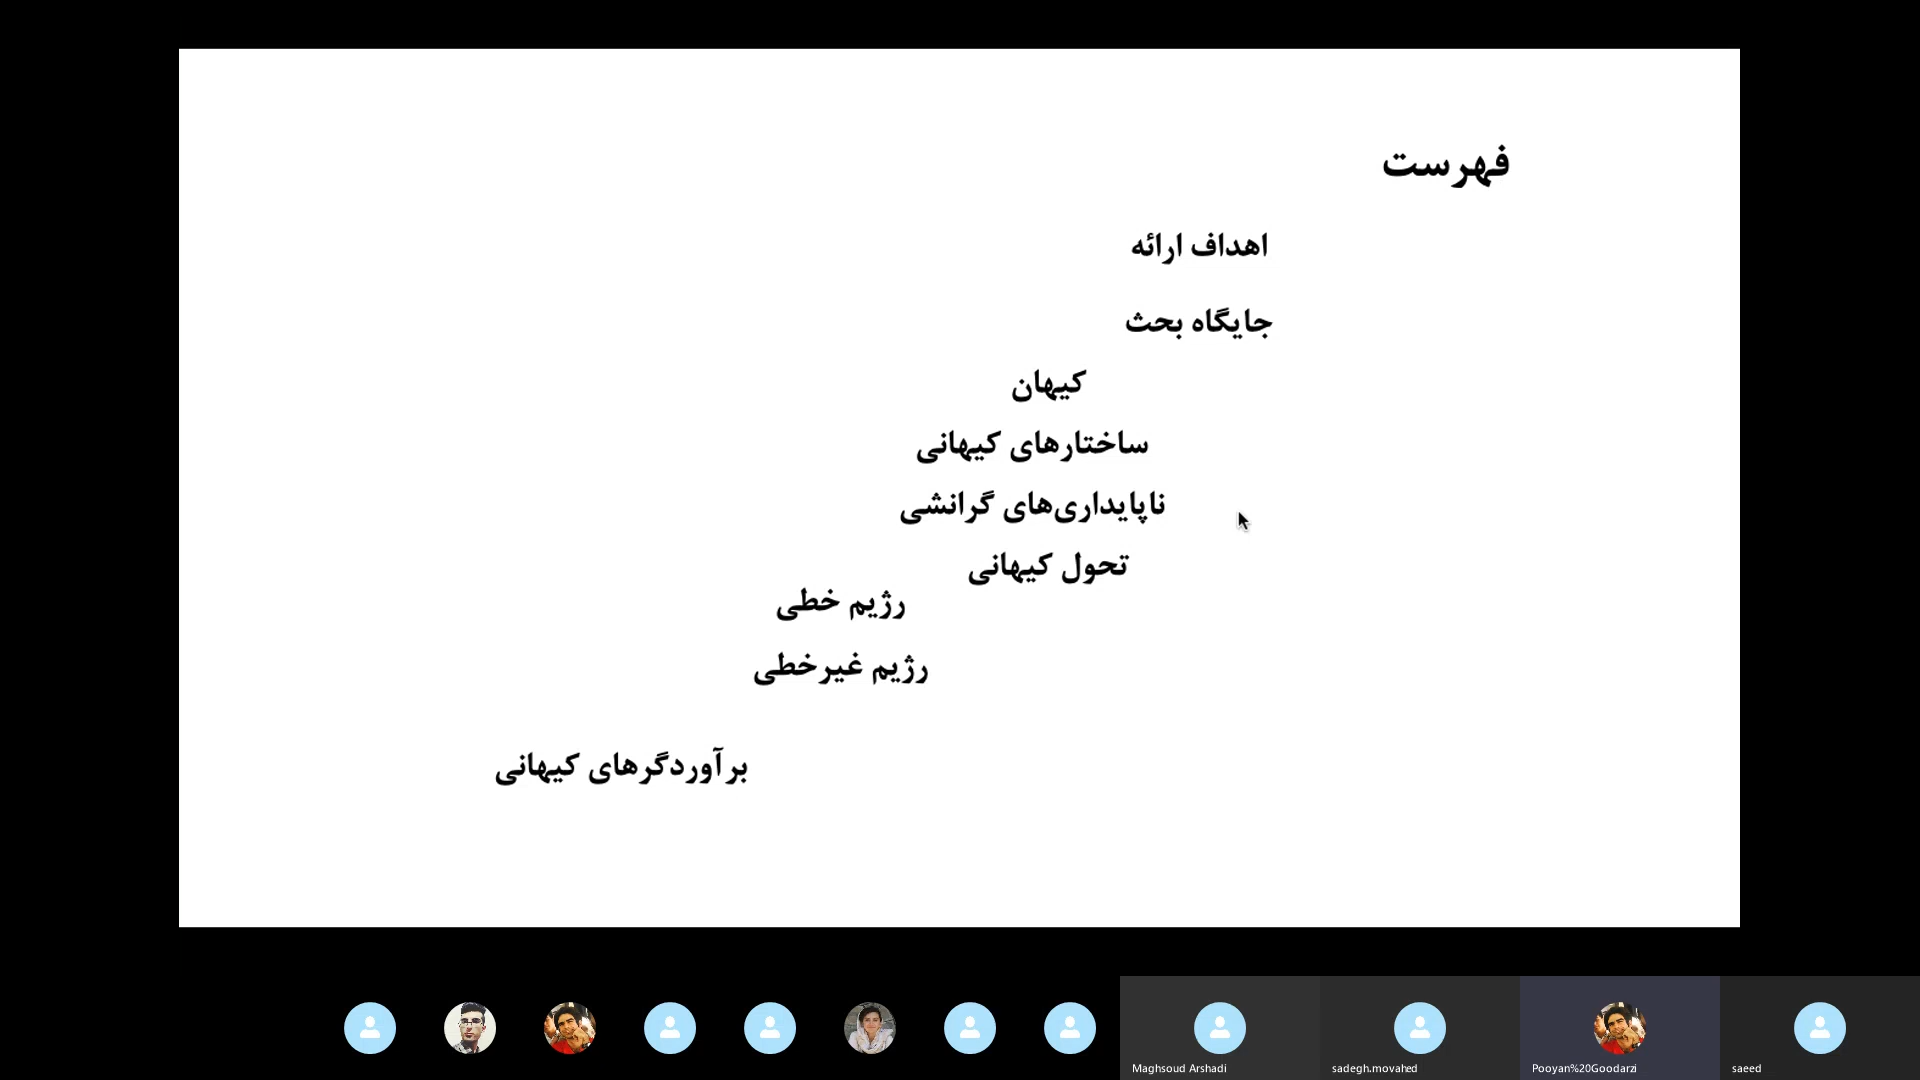 فهرست
اهداف ارائه
جایگاه بحث
کیهان
ساختارهای کیهانی
ناپایداری‌های گرانشی
تحول کیهانی
رژیم خطی
رژیم غیرخطی
برآوردگرهای کیهانی
Maghsoud Arshadi
sadegh.movahed
Pooyan%20Goodarzi
saeed